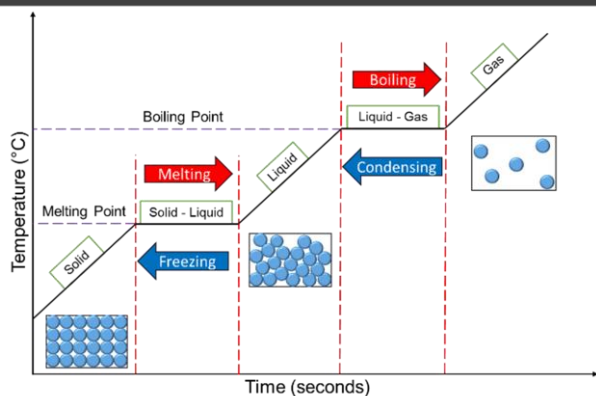 Temperature (°C)
Boiling Point
Melting Point
Solid
Melting
Solid - Liquid
Freezing
Liquid
Boiling
Liquid - Gas
Condensing
Gas
Time (seconds)